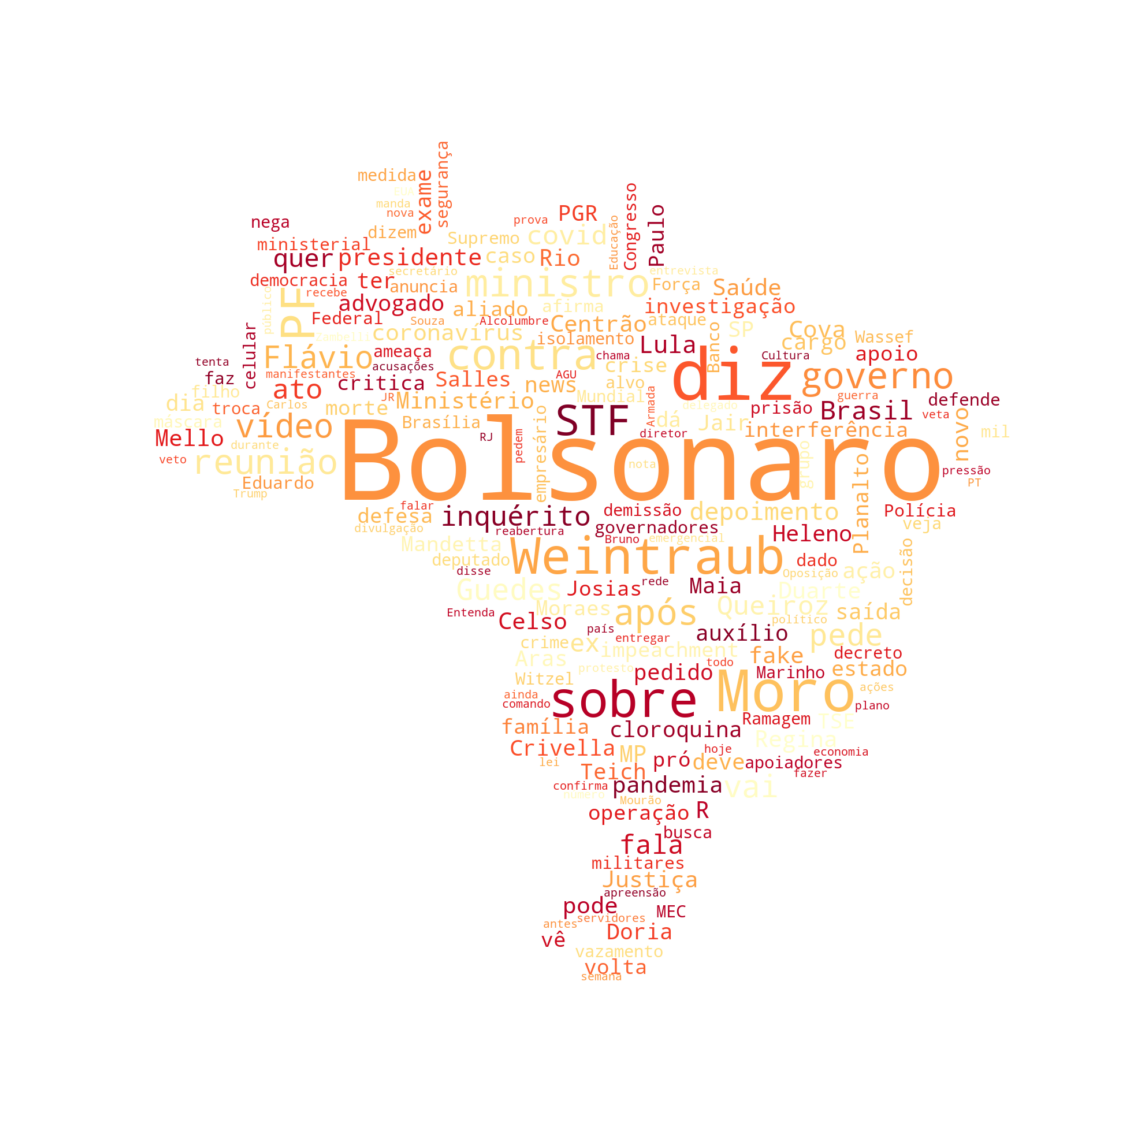 segurança
medida
exame
manda
nova
nega
dizem
prova
PGR
Congresso
Paulo
Educação
ministerial
Supremo
covid
quer
presidente
caso
Rio
secretário
entrevista
democracia
ter
anuncia
ministro
Força
Saúde
recebe
PF
advogado
aliado
afirma
investigação
público
Federal
Souza
Alcolumbre
Centrão
ataque
SP
Cova
coronavírus
isolamento
Banco
cargo
Wassef
celular
tenta
Flávio
ameaça
acusações
contra
chama
Lula
Cultura
apoio
faz
manifestantes
crise
diz
governo
AGU
filho
ato
critica
Salles
news
alvo
guerra
defende
dia
troca
Carlos
JR
Ministério
Mundial
Armada
delegado
prisão
Brasil
veta
máscara
morte
Brasília
empresário
STF
dá
Jair
interferência
novo
mil
Mello
vídeo
RJ
diretor
durante
pedem
veto
reunião
Bolsonaro
nota
grupo
Planalto
pressão
Eduardo
PT
Trump
falar
defesa
inquérito
demissão
depoimento
Polícia
divulgação
reabertura
governadores
Heleno
veja
Mandetta
Bruno
emergencial
deputado
Weintraub
dado
disse
Oposição
ação
decisão
Guedes
Josias
rede
Maia
Duarte
Entenda
Moraes
após
Queiroz
saída
Celso
país
político
entregar
auxílio
pede
crime
ex
impeachment
fake
decreto
Aras
protesto
todo
estado
Witzel
pedido
Marinho
ainda
ações
comando
sobre
Moro
plano
família
cloroquina
Ramagem
TSE
Crivella
MP
hoje
Regina
economia
lei
pró
deve
apoiadores
Teich
fazer
confirma
pandemia
vai
Mourão
operação
R
busca
fala
militares
Justiça
apreensão
pode
MEC
antes
servidores
vê
Doria
vazamento
volta
semana